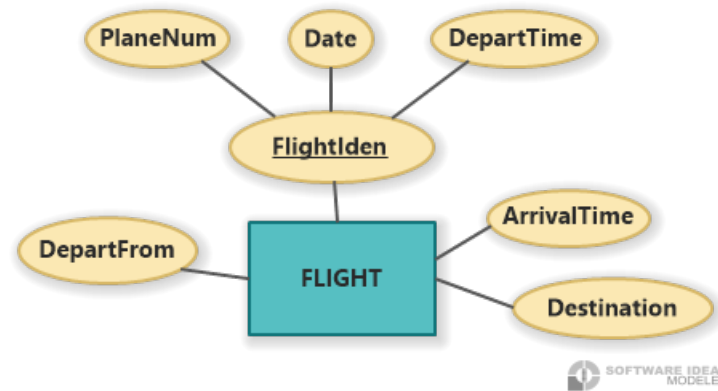 PlaneNum
Date
DepartTime
FlightIden
ArrivalTime
DepartFrom
FLIGHT
Destination
SOFTWARE IDEA
MODELE